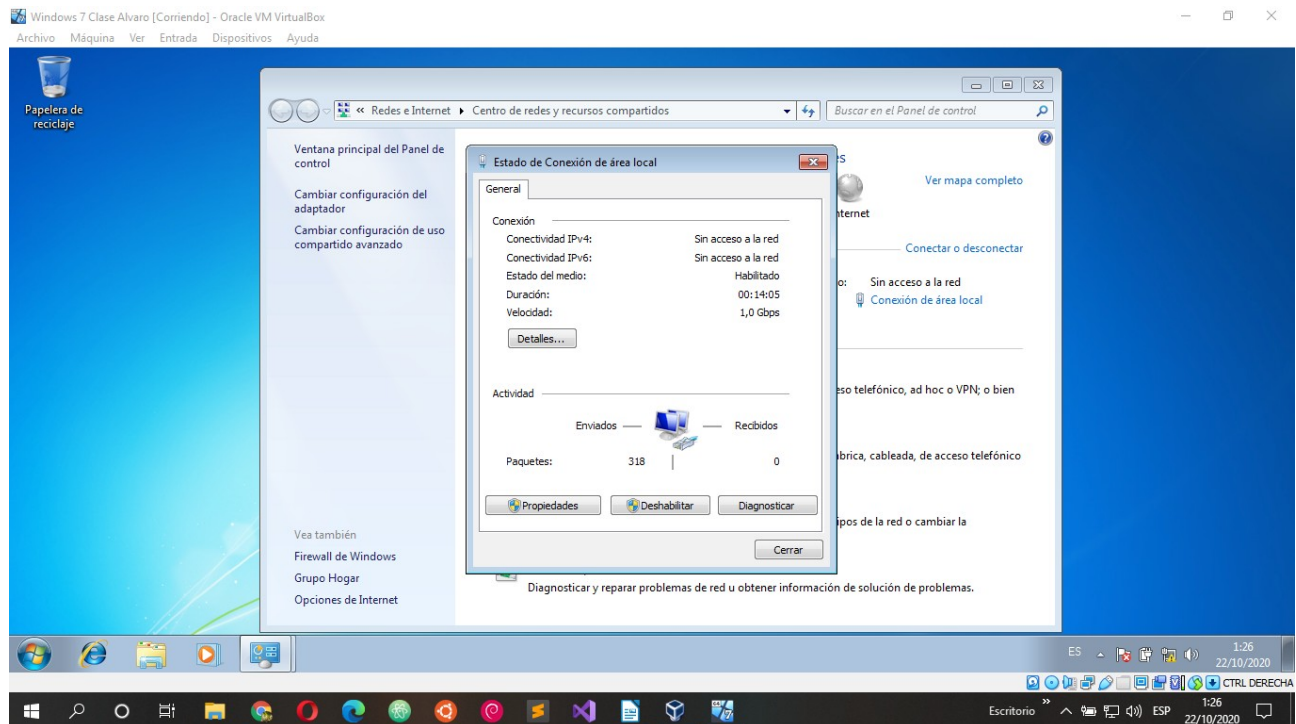 Windows 7 Clase Alvaro [Corriendo] - Oracle VM VirtualBox
Archivo Máquina Ver Entrada Dispositivos Ayuda
Papelera de
reciclaje
« Redes e Internet Centro de redes y recursos compartidos
Buscar en el Panel de control
Ventana principal del Panel de
control
Cambiar configuración del
adaptador
Cambiar configuración de uso
compartido avanzado
Vea también
Firewall de Windows
Grupo Hogar
Opciones de Internet
Estado de Conexión de área local
General
Conexión
Conectividad IPv4: Sin acceso a la red
Conectividad IPv6: Sin acceso a la red
Estado del medio: Habilitado
Duración: 00:14:05
Velocidad: 1,0 Gbps
Detalles...
Actividad
Enviados — — Recibidos
Paquetes: 318 | 0
Propiedades Deshabilitar Diagnosticar
Cerrar
Ver mapa completo
Conectar o desconectar
Sin acceso a la red
Conexión de área local
telefónico, ad hoc o VPN; o bien
cableada, de acceso telefónico
de la red o cambiar la
Diagnosticar y reparar problemas de red u obtener información de solución de problemas.
ES 1:26
22/10/2020
CTRL DERECHA
Escritorio » ESP 1:26
22/10/2020